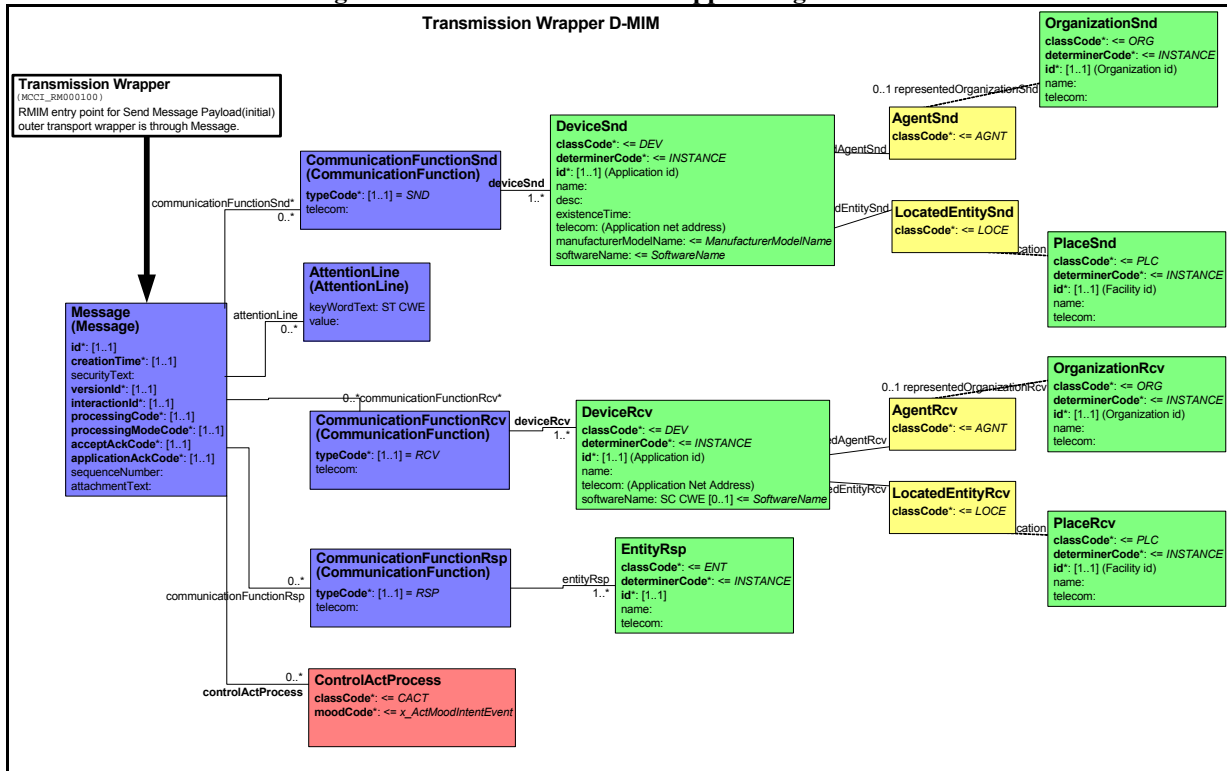 Transmission Wrapper D-MIM
Transmission Wrapper
(MCCI_RM000100)
RMIM entry point for Send Message Payload(initial)
outer transport wrapper is through Message.
Message
(Message)
id*: [1..1]
creationTime*: [1..1]
securityText:
versionId*: [1..1]
interactionId*: [1..1]
processingCode*: [1..1]
processingModeCode*: [1..1]
acceptAckCode*: [1..1]
applicationAckCode*: [1..1]
sequenceNumber:
attachmentText:
communicationFunctionSnd*
0..*
CommunicationFunctionSnd
(CommunicationFunction)
typeCode*: [1..1] = SND
telecom:
deviceSnd
1..*
DeviceSnd
classCode*: <= DEV
determinerCode*: <= INSTANCE
id*: [1..1] (Application id)
name:
desc:
existenceTime:
telecom: (Application net address)
manufacturerModelName: <= ManufacturerModelName
softwareName: <= SoftwareName
dAgentSnd
AgentSnd
classCode*: <= AGNT
0..1 representedOrganizationSnd
OrganizationSnd
classCode*: <= ORG
determinerCode*: <= INSTANCE
id*: [1..1] (Organization id)
name:
telecom:
edEntitySnd
LocatedEntitySnd
classCode*: <= LOCE
cation
PlaceSnd
classCode*: <= PLC
determinerCode*: <= INSTANCE
id*: [1..1] (Facility id)
name:
telecom:
attentionLine
0..*
AttentionLine
(AttentionLine)
keyWordText: ST CWE
value:
0..*communicationFunctionRcv*
CommunicationFunctionRcv
(CommunicationFunction)
typeCode*: [1..1] = RCV
telecom:
deviceRcv
1..*
DeviceRcv
classCode*: <= DEV
determinerCode*: <= INSTANCE
id*: [1..1] (Application id)
name:
telecom: (Application Net Address)
softwareName: SC CWE [0..1] <= SoftwareName
edAgentRcv
AgentRcv
classCode*: <= AGNT
0..1 representedOrganizationRcv
OrganizationRcv
classCode*: <= ORG
determinerCode*: <= INSTANCE
id*: [1..1] (Organization id)
name:
telecom:
edEntityRcv
LocatedEntityRcv
classCode*: <= LOCE
cation
PlaceRcv
classCode*: <= PLC
determinerCode*: <= INSTANCE
id*: [1..1] (Facility id)
name:
telecom:
0..*
communicationFunctionRsp
CommunicationFunctionRsp
(CommunicationFunction)
typeCode*: [1..1] = RSP
telecom:
entityRsp
1..*
EntityRsp
classCode*: <= ENT
determinerCode*: <= INSTANCE
id*: [1..1]
name:
telecom:
0..*
controlActProcess
ControlActProcess
classCode*: <= CACT
moodCode*: <= x_ActMoodIntentEvent